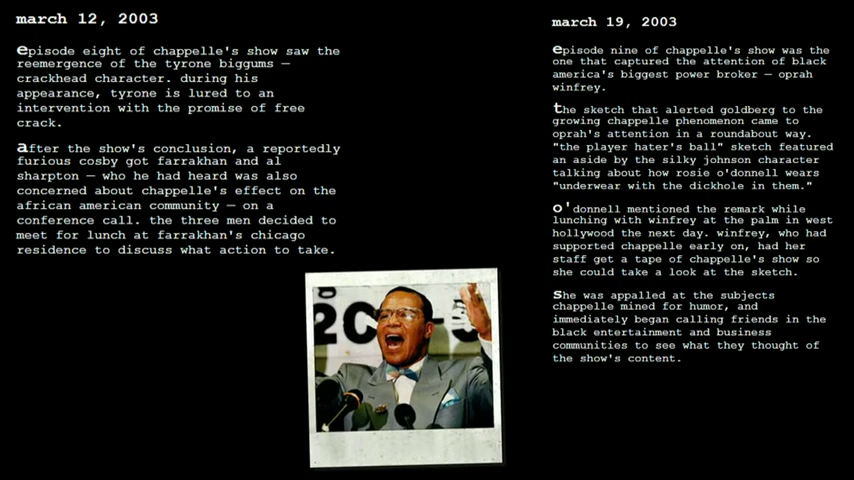 march 12, 2003
episode eight of chappelle's show saw the
reemergence of the tyrone biggums —
crackhead character. during his
appearance, tyrone is lured to an
intervention with the promise of free
crack.
after the show's conclusion, a reportedly
furious cosby got farrakhan and al
sharpton — who he had heard was also
concerned about chappelle's effect on the
african american community — on a
conference call. the three men decided to
meet for lunch at farrakhan's chicago
residence to discuss what action to take.
march 19, 2003
episode nine of chappelle's show was the
one that captured the attention of black
america's biggest power broker — oprah
winfrey.
the sketch that alerted goldberg to the
growing chappelle phenomenon came to
oprah's attention in a roundabout way.
"the player hater's ball" sketch featured
an aside by the silky johnson character
talking about how rosie o'donnell wears
"underwear with the dickhole in them."
o'donnell mentioned the remark while
lunching with winfrey at the palm in west
hollywood the next day. winfrey, who had
supported chappelle early on, had her
staff get a tape of chappelle's show so
she could take a look at the sketch.
she was appalled at the subjects
chappelle mined for humor, and
immediately began calling friends in the
black entertainment and business
communities to see what they thought of
the show's content.